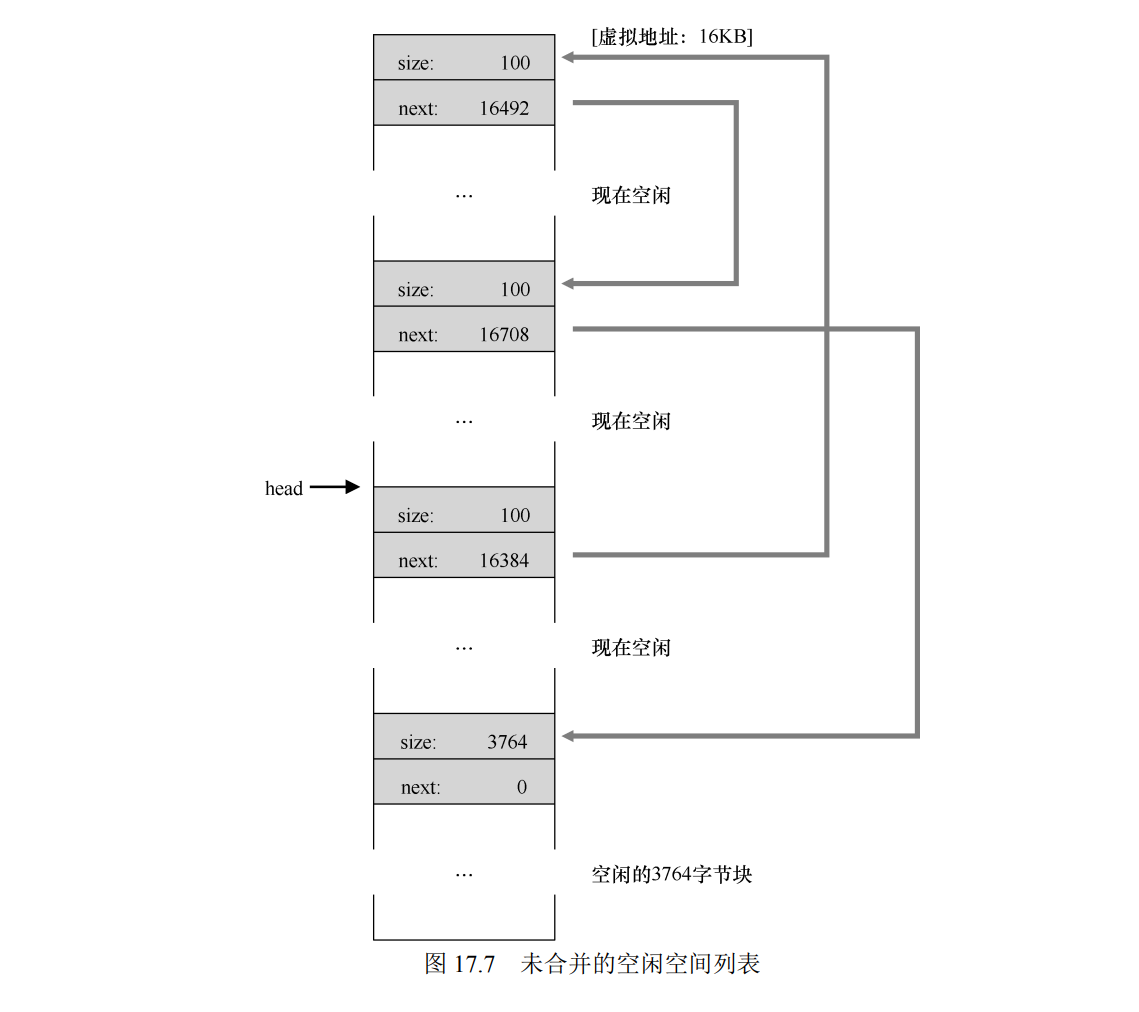 [虚拟地址：16KB]
size: 100
next: 16492
... 现在空闲
size: 100
next: 16708
... 现在空闲
head
size: 100
next: 16384
... 现在空闲
size: 3764
next: 0
... 空闲的3764字节块
图 17.7 未合并的空闲空间列表